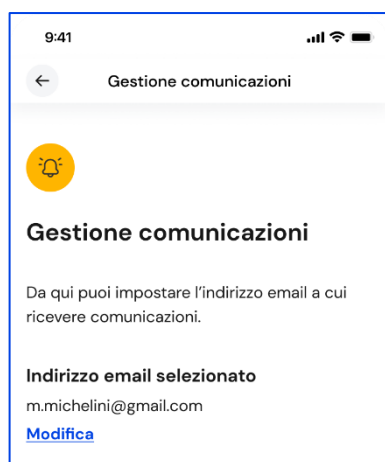 9:41
Gestione comunicazioni
Gestione comunicazioni
Da qui puoi impostare l’indirizzo email a cui
ricevere comunicazioni.
Indirizzo email selezionato
m.michelini@gmail.com
Modifica